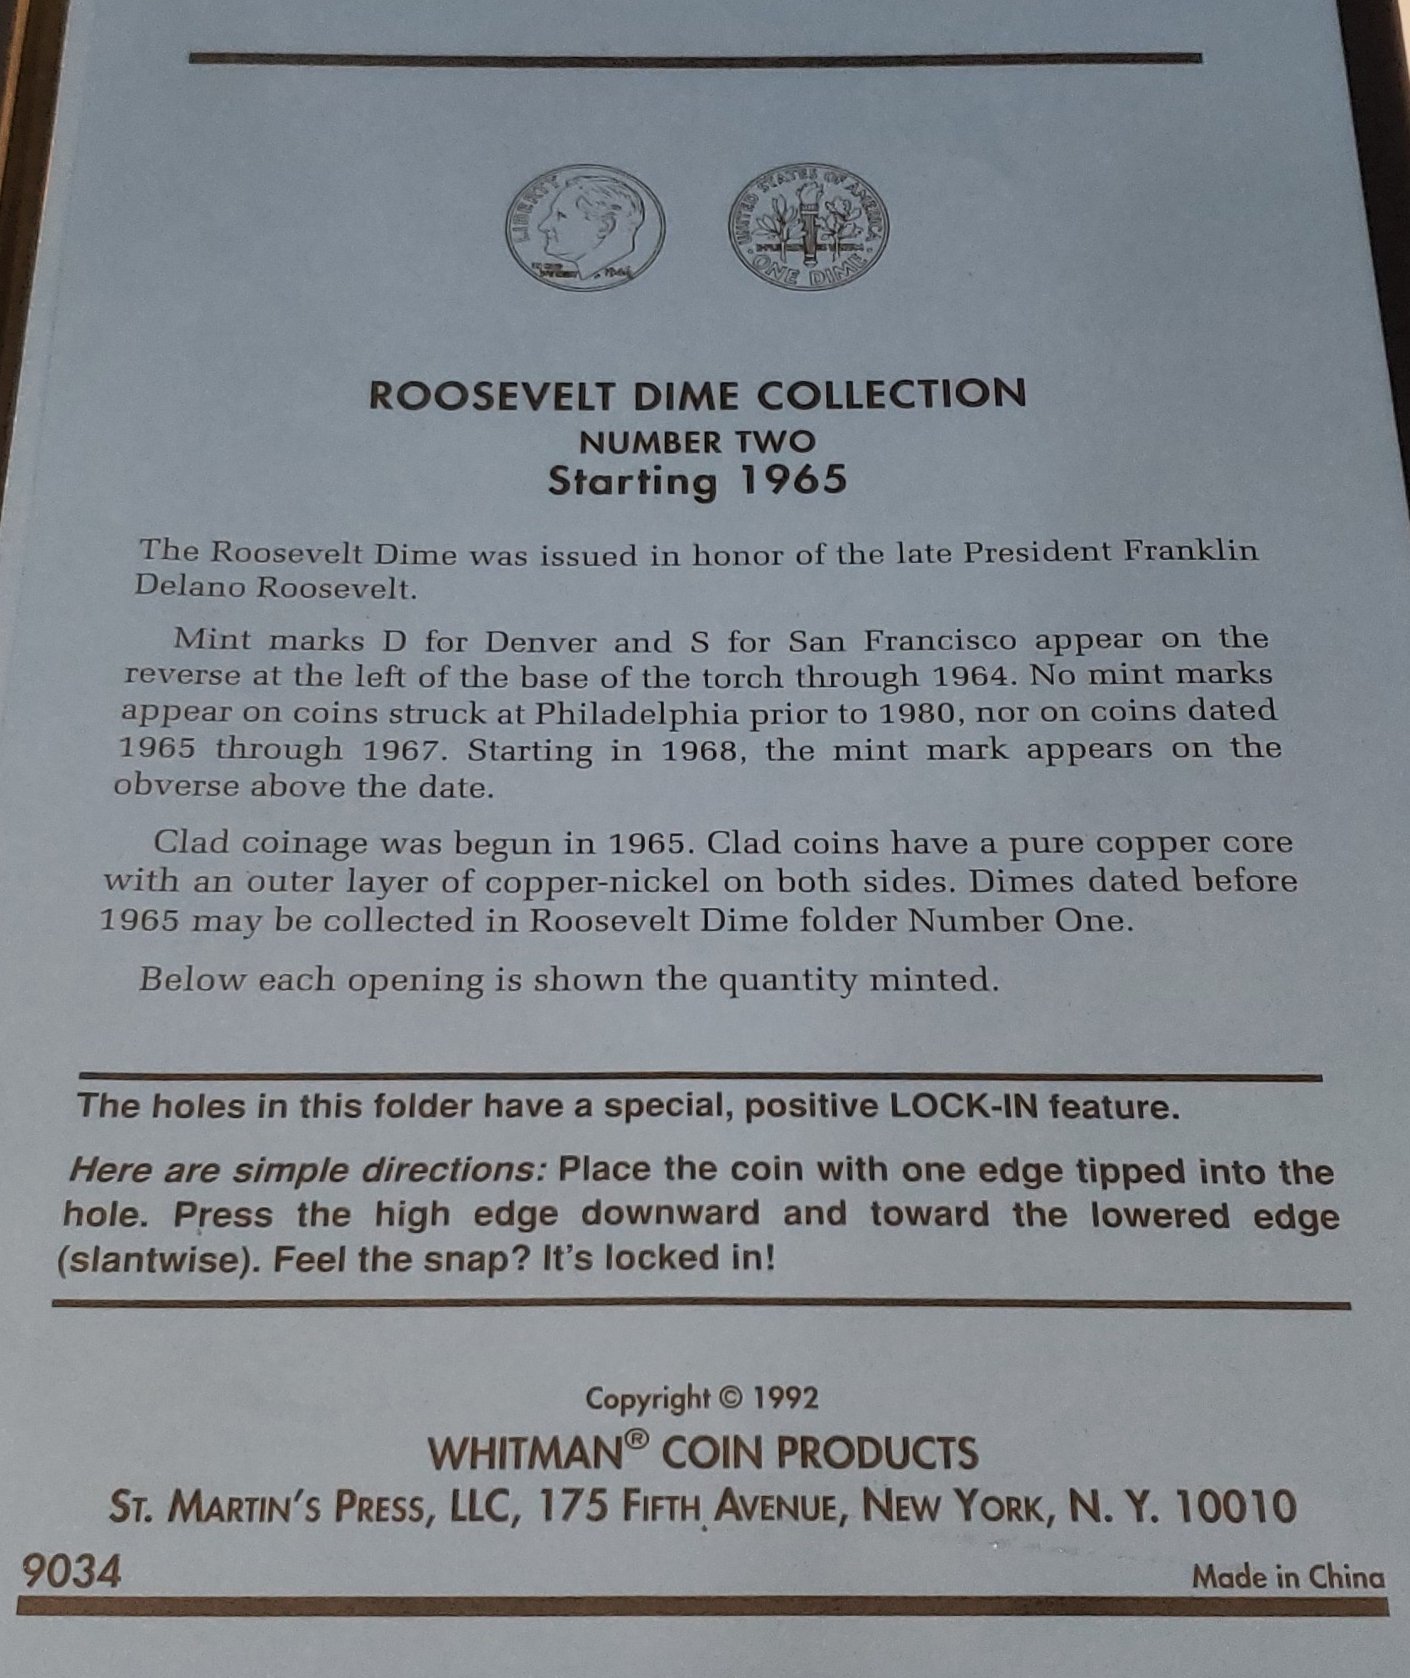 LIBERTY
UNITED STATES OF AMERICA
ONE DIME
ROOSEVELT DIME COLLECTION
NUMBER TWO
Starting 1965
The Roosevelt Dime was issued in honor of the late President Franklin
Delano Roosevelt.
Mint marks D for Denver and S for San Francisco appear on the
reverse at the left of the base of the torch through 1964. No mint marks
appear on coins struck at Philadelphia prior to 1980, nor on coins dated
1965 through 1967. Starting in 1968, the mint mark appears on the
obverse above the date.
Clad coinage was begun in 1965. Clad coins have a pure copper core
with an outer layer of copper-nickel on both sides. Dimes dated before
1965 may be collected in Roosevelt Dime folder Number One.
Below each opening is shown the quantity minted.
The holes in this folder have a special, positive LOCK-IN feature.
Here are simple directions: Place the coin with one edge tipped into the
hole. Press the high edge downward and toward the lowered edge
(slantwise). Feel the snap? It's locked in!
Copyright © 1992
WHITMAN® COIN PRODUCTS
ST. MARTIN'S PRESS, LLC, 175 FIFTH AVENUE, NEW YORK, N. Y. 10010
9034
Made in China